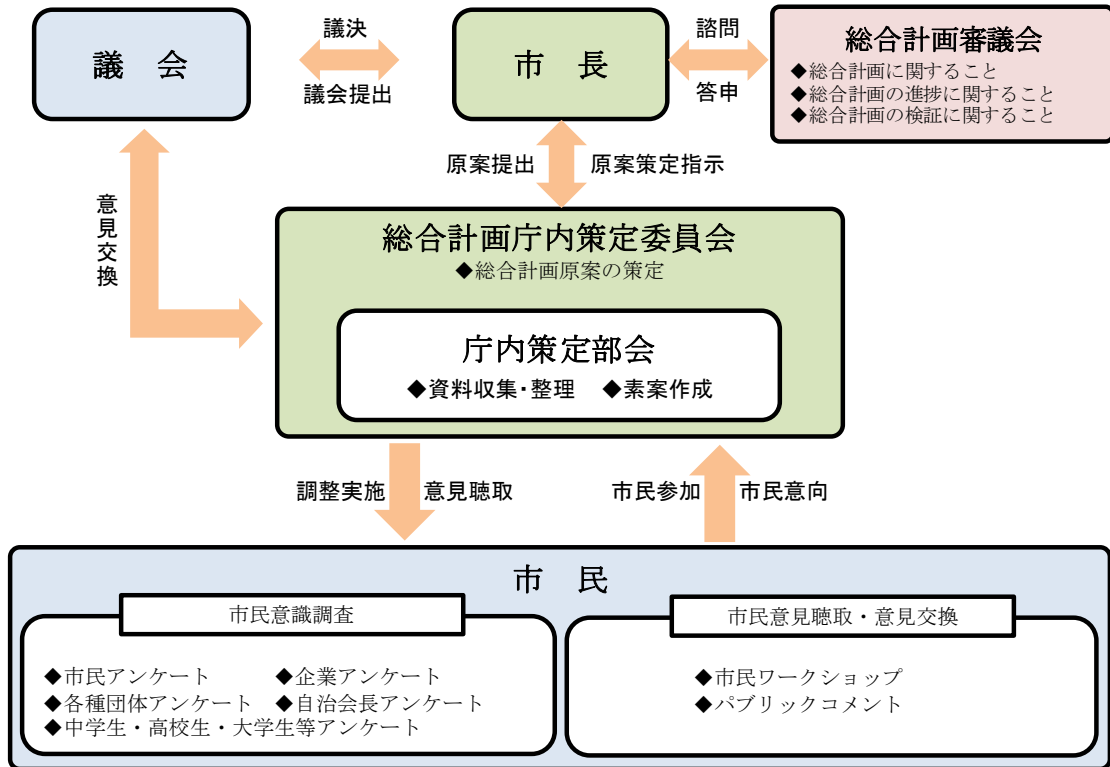 議　会
議決
議会提出
市　長
諮問
答申
総合計画審議会
◆総合計画に関すること
◆総合計画の進捗に関すること
◆総合計画の検証に関すること
原案提出
原案策定指示
意見交換
総合計画庁内策定委員会
◆総合計画原案の策定
庁内策定部会
◆資料収集・整理　◆素案作成
調整実施
意見聴取
市民参加
市民意向
市　民
市民意識調査
◆市民アンケート　◆企業アンケート
◆各種団体アンケート　◆自治会長アンケート
◆中学生・高校生・大学生等アンケート
市民意見聴取・意見交換
◆市民ワークショップ
◆パブリックコメント